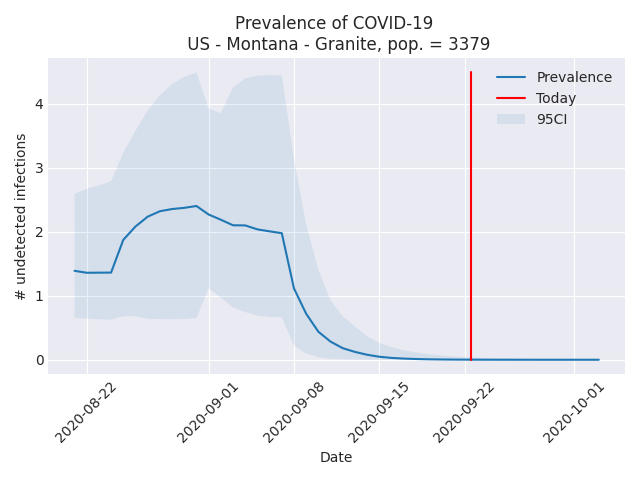 Prevalence of COVID-19
US - Montana - Granite, pop. = 3379
Prevalence
Today
95CI
# undetected infections
4
3
2
1
0
2020-08-22
2020-09-01
2020-09-08
2020-09-15
2020-09-22
2020-10-01
Date